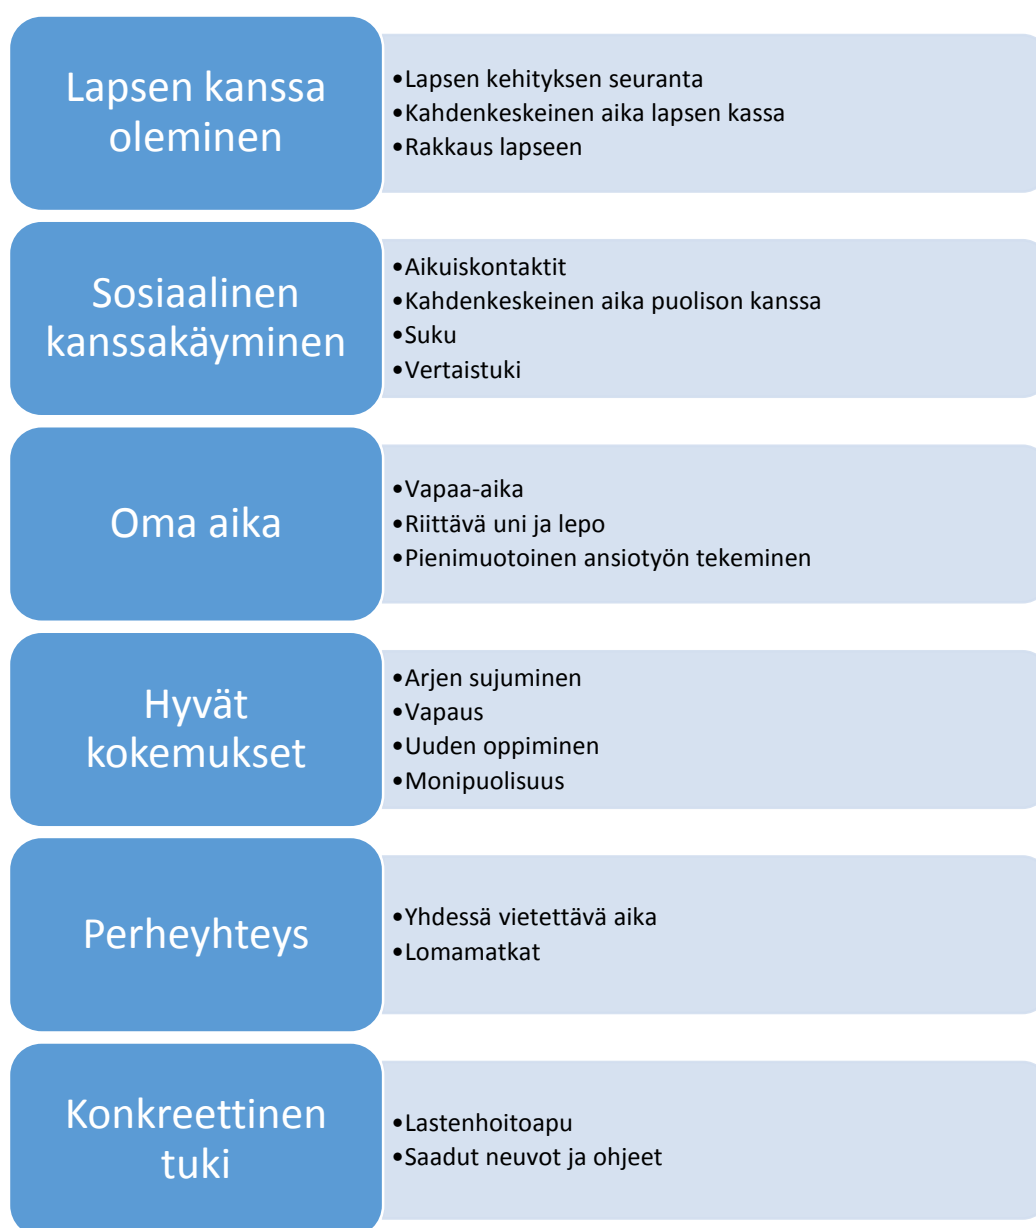 Lapsen kanssa
oleminen
•Lapsen kehityksen seuranta
•Kahdenkeskeinen aika lapsen kassa
•Rakkaus lapseen
Sosiaalinen
kanssakäyminen
•Aikuiskontaktit
•Kahdenkeskeinen aika puolison kanssa
•Suku
•Vertaistuki
Oma aika
•Vapaa-aika
•Riittävä uni ja lepo
•Pienimuotoinen ansiotyön tekeminen
Hyvät
kokemukset
•Arjen sujuminen
•Vapaus
•Uuden oppiminen
•Monipuolisuus
Perheyhteys
•Yhdessä vietettävä aika
•Lomamatkat
Konkreettinen
tuki
•Lastenhoitoapu
•Saadut neuvot ja ohjeet